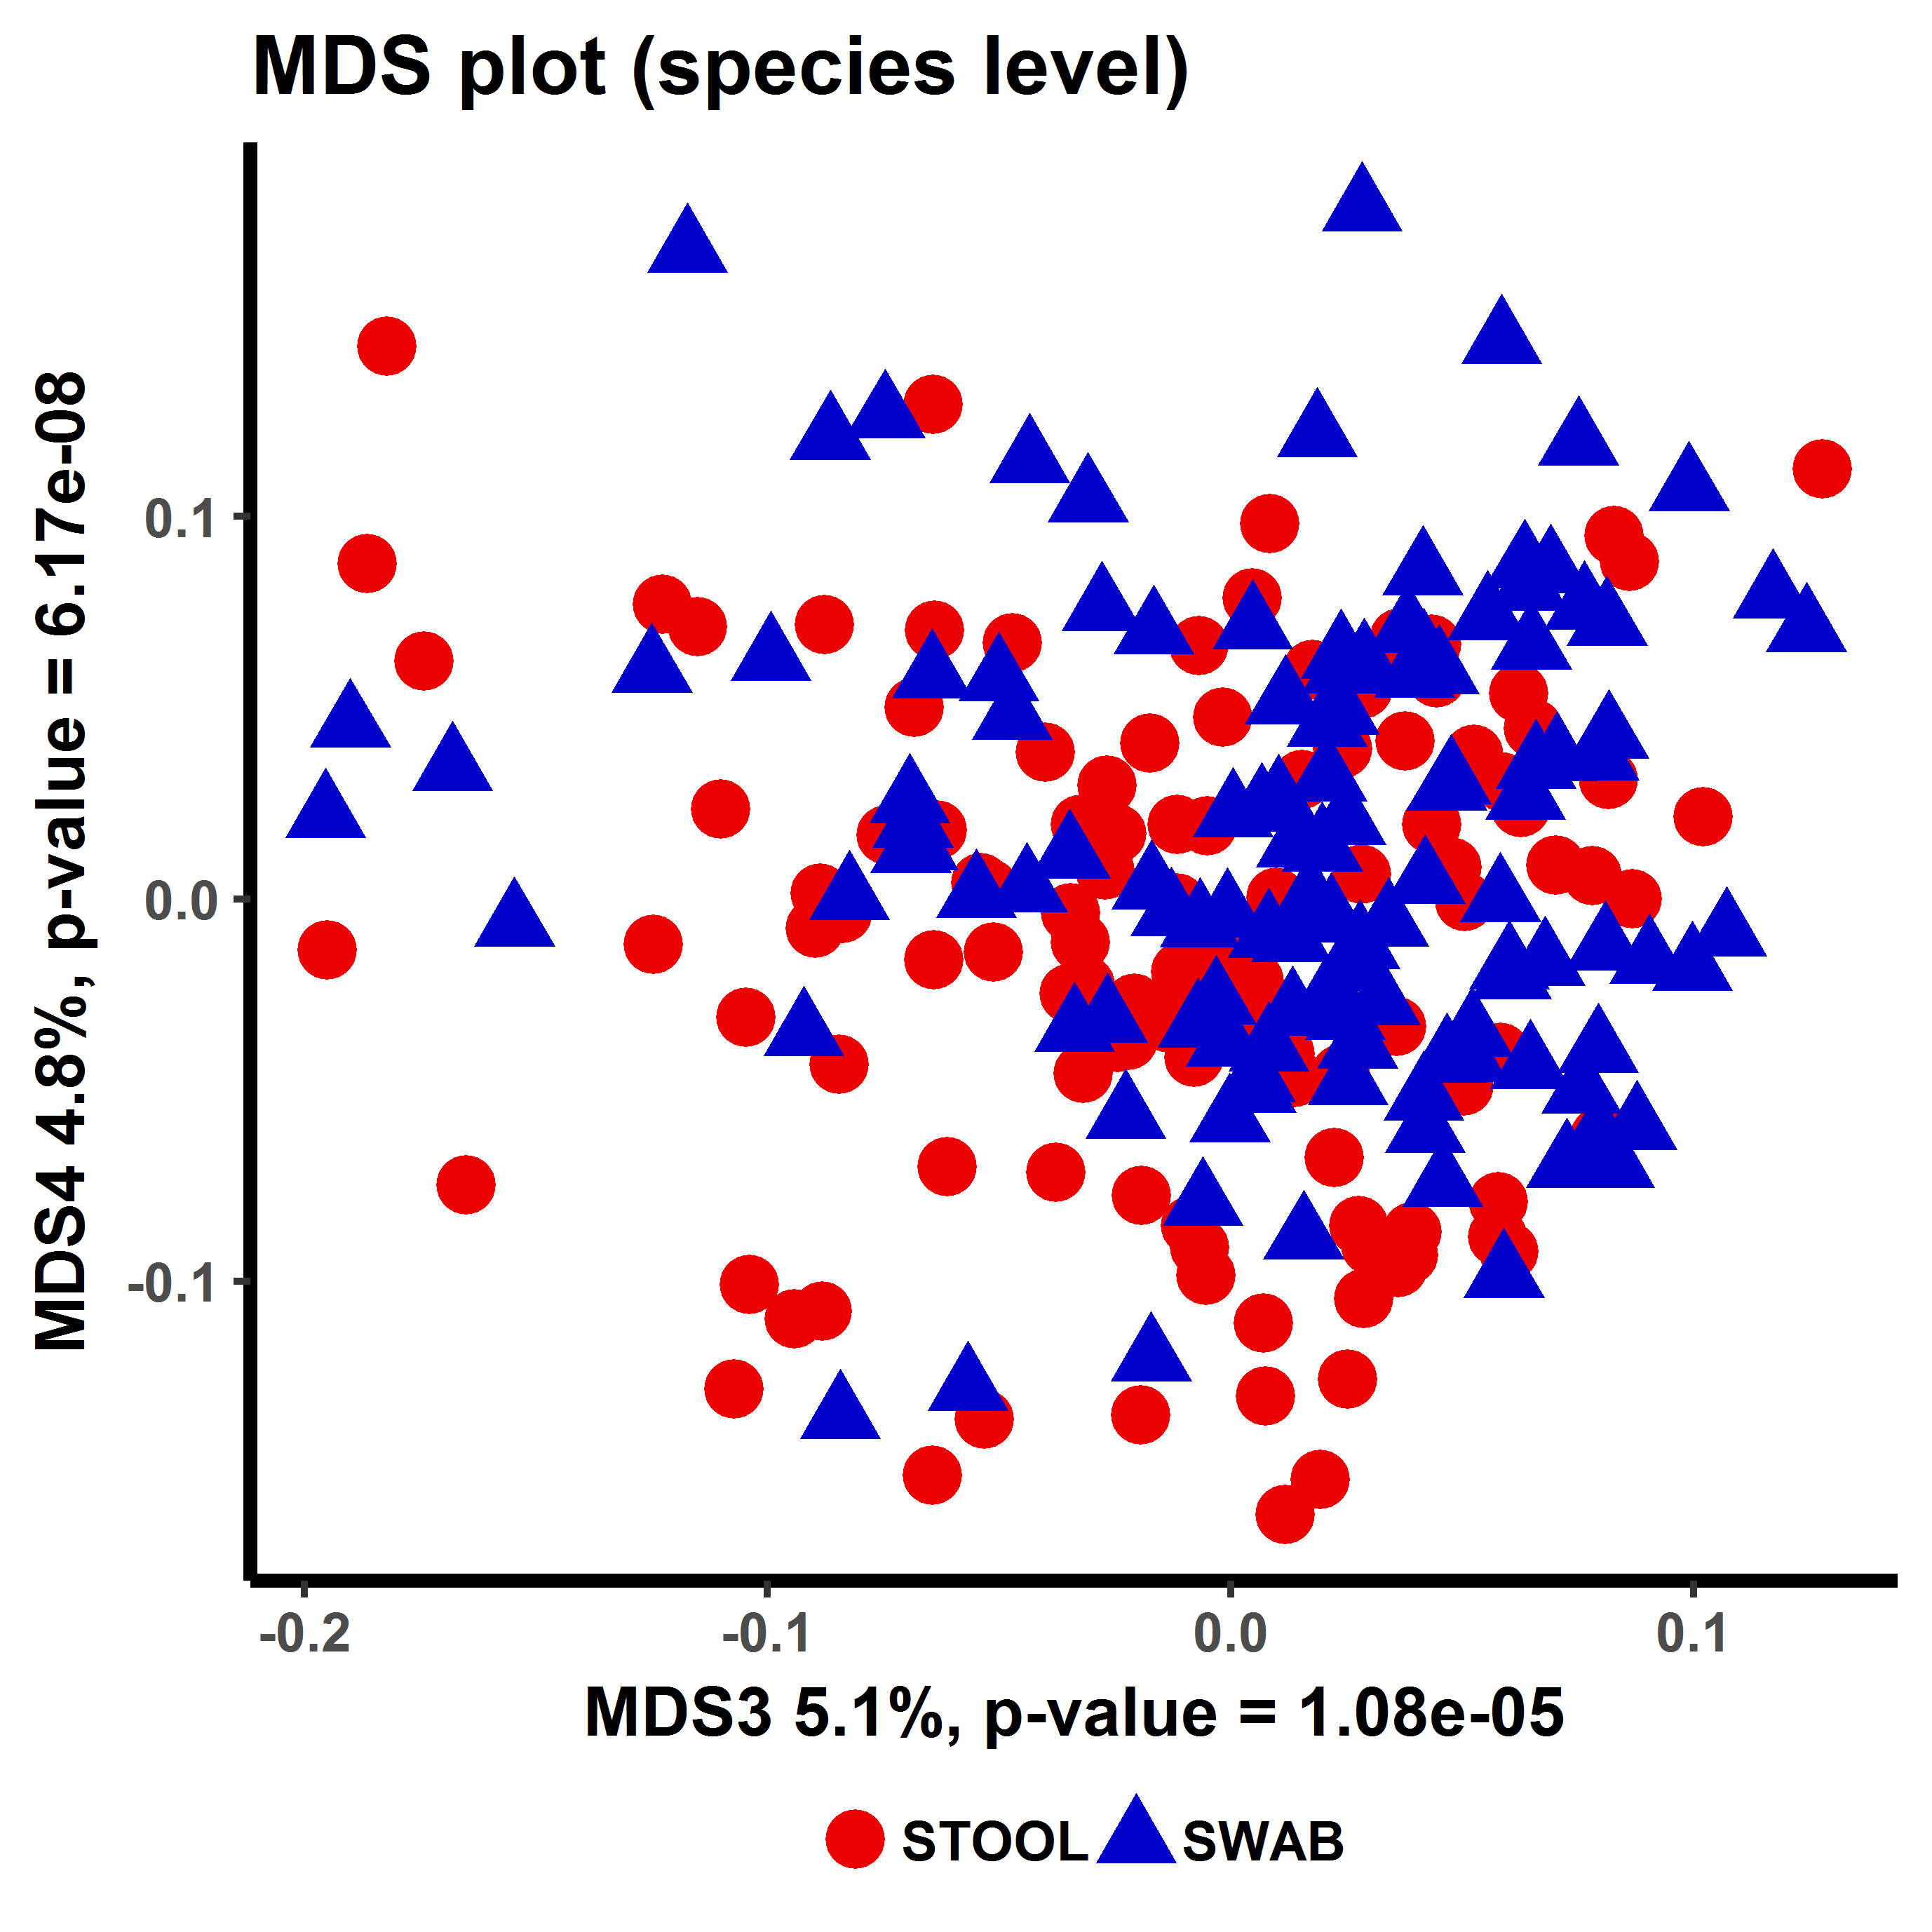 MDS plot (species level)
MDS4 4.8%, p-value = 6.17e-08
0.1
0.0
-0.1
-0.2
-0.1
0.0
0.1
MDS3 5.1%, p-value = 1.08e-05
STOOL
SWAB